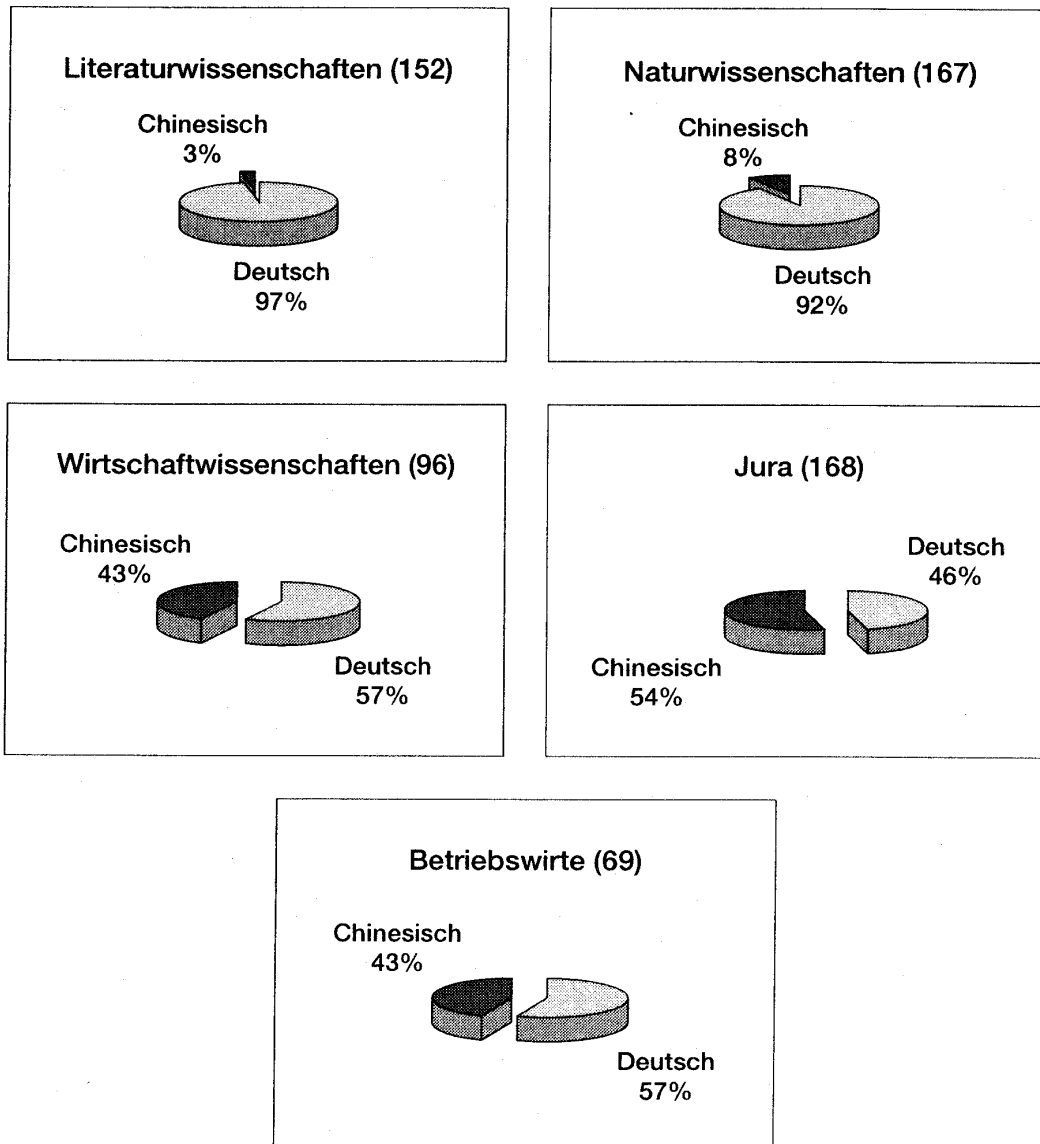 Literaturwissenschaften (152)
Chinesisch
3%
Deutsch
97%
Naturwissenschaften (167)
Chinesisch
8%
Deutsch
92%
Wirtschaftwissenschaften (96)
Chinesisch
43%
Deutsch
57%
Jura (168)
Deutsch
46%
Chinesisch
54%
Betriebswirte (69)
Chinesisch
43%
Deutsch
57%